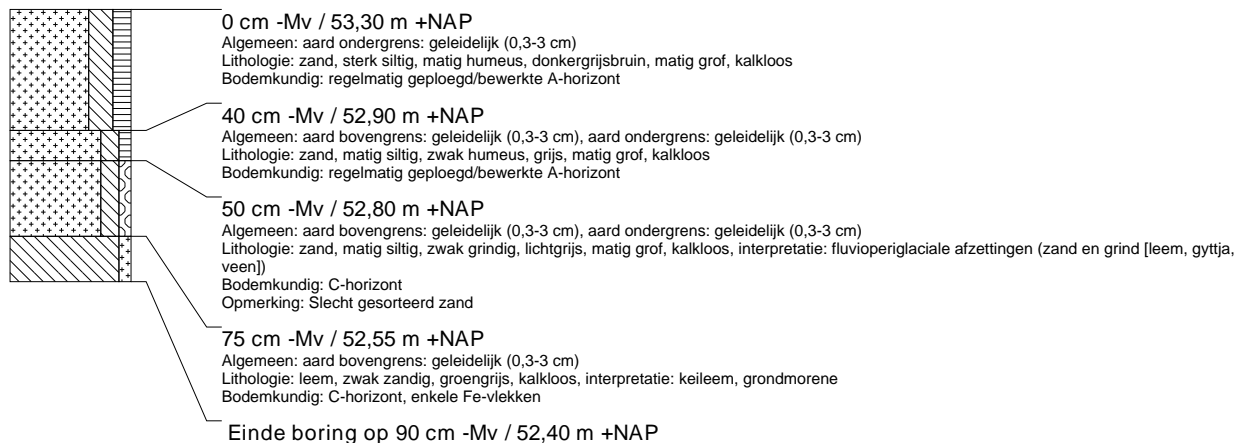 0 cm -Mv / 53,30 m +NAP
Algemeen: aard ondergrens: geleidelijk (0,3-3 cm)
Lithologie: zand, sterk siltig, matig humeus, donkergrijsbruin, matig grof, kalkloos
Bodemkundig: regelmatig geploegd/bewerkte A-horizont
40 cm -Mv / 52,90 m +NAP
Algemeen: aard bovengrens: geleidelijk (0,3-3 cm), aard ondergrens: geleidelijk (0,3-3 cm)
Lithologie: zand, matig siltig, zwak humeus, grijs, matig grof, kalkloos
Bodemkundig: regelmatig geploegd/bewerkte A-horizont
50 cm -Mv / 52,80 m +NAP
Algemeen: aard bovengrens: geleidelijk (0,3-3 cm), aard ondergrens: geleidelijk (0,3-3 cm)
Lithologie: zand, matig siltig, zwak grindig, lichtgrijs, matig grof, kalkloos, interpretatie: fluvioperiglaciale afzettingen (zand en grind [leem, gyttja,
veen])
Bodemkundig: C-horizont
Opmerking: Slecht gesorteerd zand
75 cm -Mv / 52,55 m +NAP
Algemeen: aard bovengrens: geleidelijk (0,3-3 cm)
Lithologie: leem, zwak zandig, groengrijs, kalkloos, interpretatie: keileem, grondmorene
Bodemkundig: C-horizont, enkele Fe-vlekken
Einde boring op 90 cm -Mv / 52,40 m +NAP